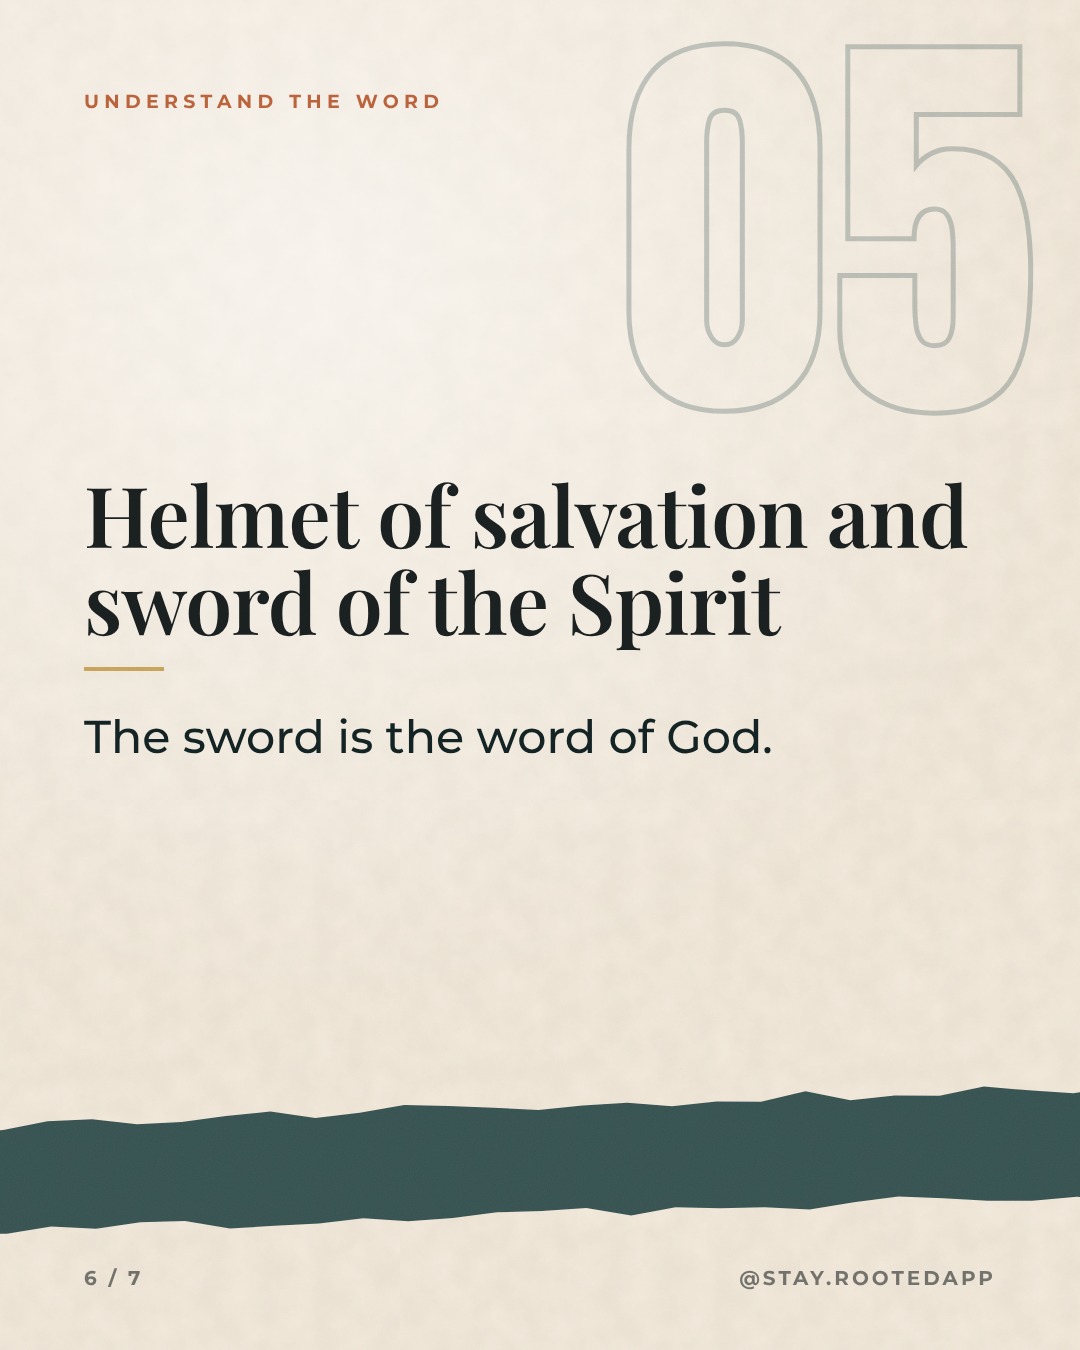 UNDERSTAND THE WORD
05
Helmet of salvation and
sword of the Spirit
The sword is the word of God.
6 / 7
@STAY.ROOTEDAPP